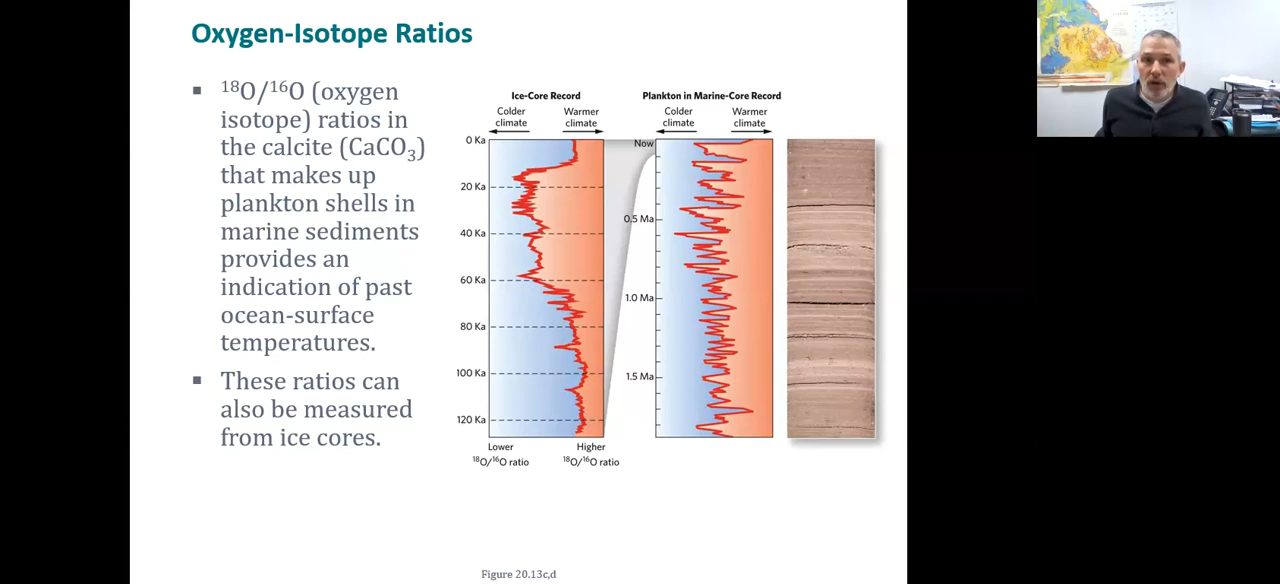 Oxygen-Isotope Ratios
▪ ¹⁸O/¹⁶O (oxygen
isotope) ratios in
the calcite (CaCO₃)
that makes up
plankton shells in
marine sediments
provides an
indication of past
ocean-surface
temperatures.
▪ These ratios can
also be measured
from ice cores.
Ice-Core Record
Colder
climate
Warmer
climate
0 Ka
20 Ka
40 Ka
60 Ka
80 Ka
100 Ka
120 Ka
Lower
¹⁸O/¹⁶O ratio
Higher
¹⁸O/¹⁶O ratio
Plankton in Marine-Core Record
Colder
climate
Warmer
climate
Now
0.5 Ma
1.0 Ma
1.5 Ma
Figure 20.13c,d